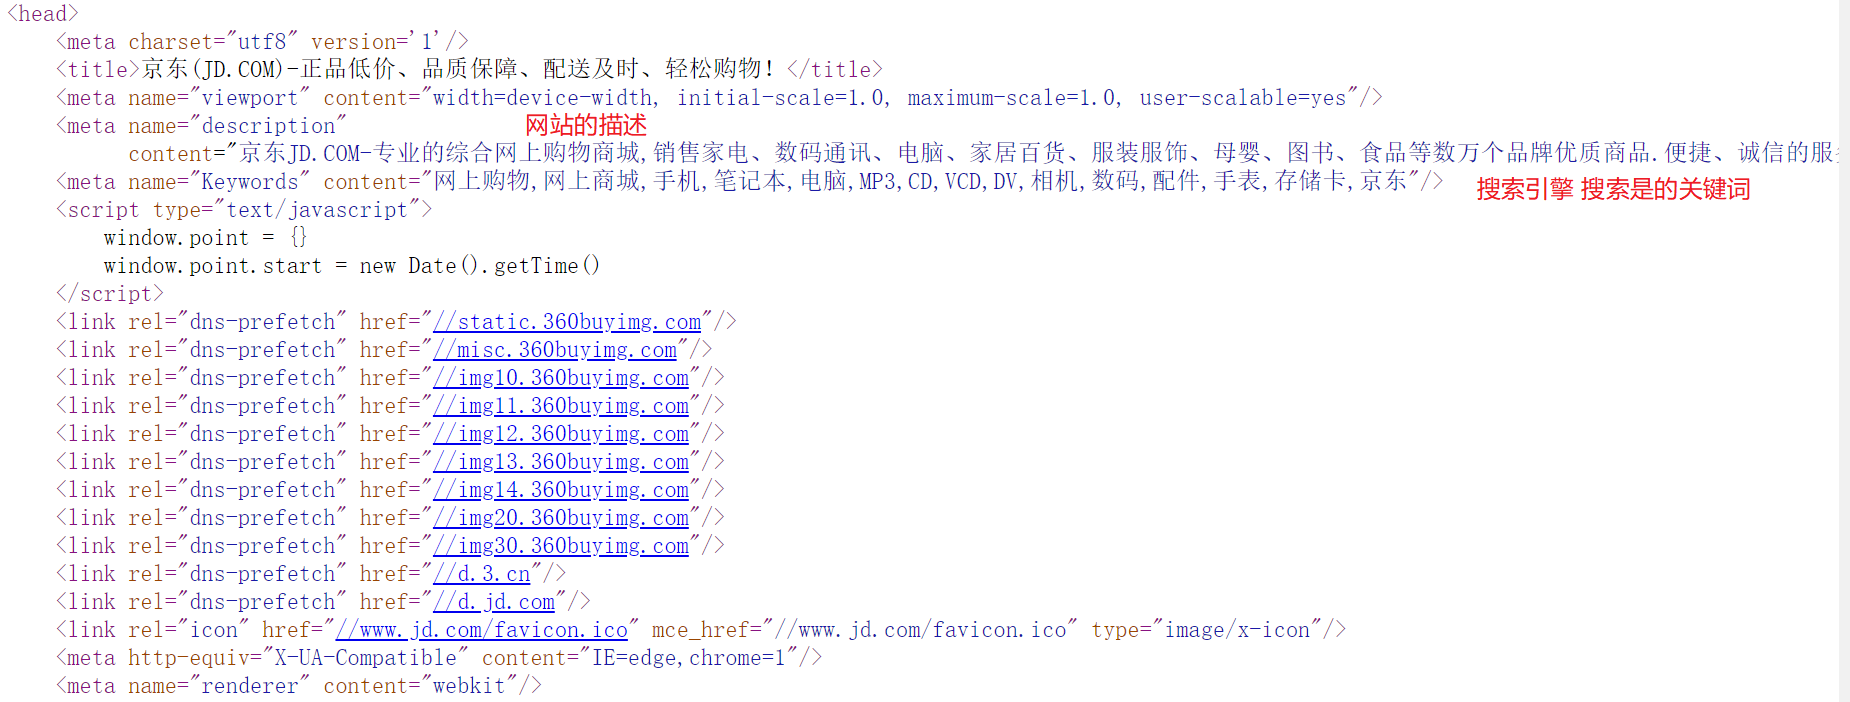 <head>
<meta charset="utf8" version='1'/>
<title>京东(JD.COM)-正品低价、品质保障、配送及时、轻松购物！</title>
<meta name="viewport" content="width=device-width, initial-scale=1.0, maximum-scale=1.0, user-scalable=yes"/>
<meta name="description"
网站的描述
content="京东JD.COM-专业的综合网上购物商城,销售家电、数码通讯、电脑、家居百货、服装服饰、母婴、图书、食品等数万个品牌优质商品.便捷、诚信的服
<meta name="Keywords" content="网上购物,网上商城,手机,笔记本,电脑,MP3,CD,VCD,DV,相机,数码,配件,手表,存储卡,京东"/>
搜索引擎 搜索是的关键词
<script type="text/javascript">
window.point = {}
window.point.start = new Date().getTime()
</script>
<link rel="dns-prefetch" href="//static.360buyimg.com"/>
<link rel="dns-prefetch" href="//misc.360buyimg.com"/>
<link rel="dns-prefetch" href="//img10.360buyimg.com"/>
<link rel="dns-prefetch" href="//img11.360buyimg.com"/>
<link rel="dns-prefetch" href="//img12.360buyimg.com"/>
<link rel="dns-prefetch" href="//img13.360buyimg.com"/>
<link rel="dns-prefetch" href="//img14.360buyimg.com"/>
<link rel="dns-prefetch" href="//img20.360buyimg.com"/>
<link rel="dns-prefetch" href="//img30.360buyimg.com"/>
<link rel="dns-prefetch" href="//d.3.cn"/>
<link rel="dns-prefetch" href="//d.jd.com"/>
<link rel="icon" href="//www.jd.com/favicon.ico" mce_href="//www.jd.com/favicon.ico" type="image/x-icon"/>
<meta http-equiv="X-UA-Compatible" content="IE=edge,chrome=1"/>
<meta name="renderer" content="webkit"/>